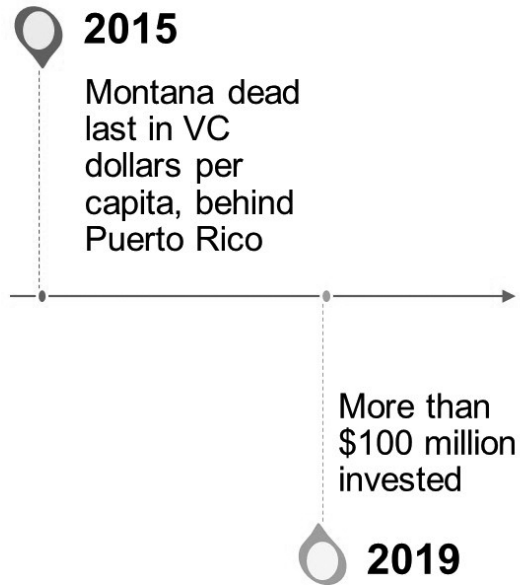 2015
Montana dead
last in VC
dollars per
capita, behind
Puerto Rico
More than
$100 million
invested
2019